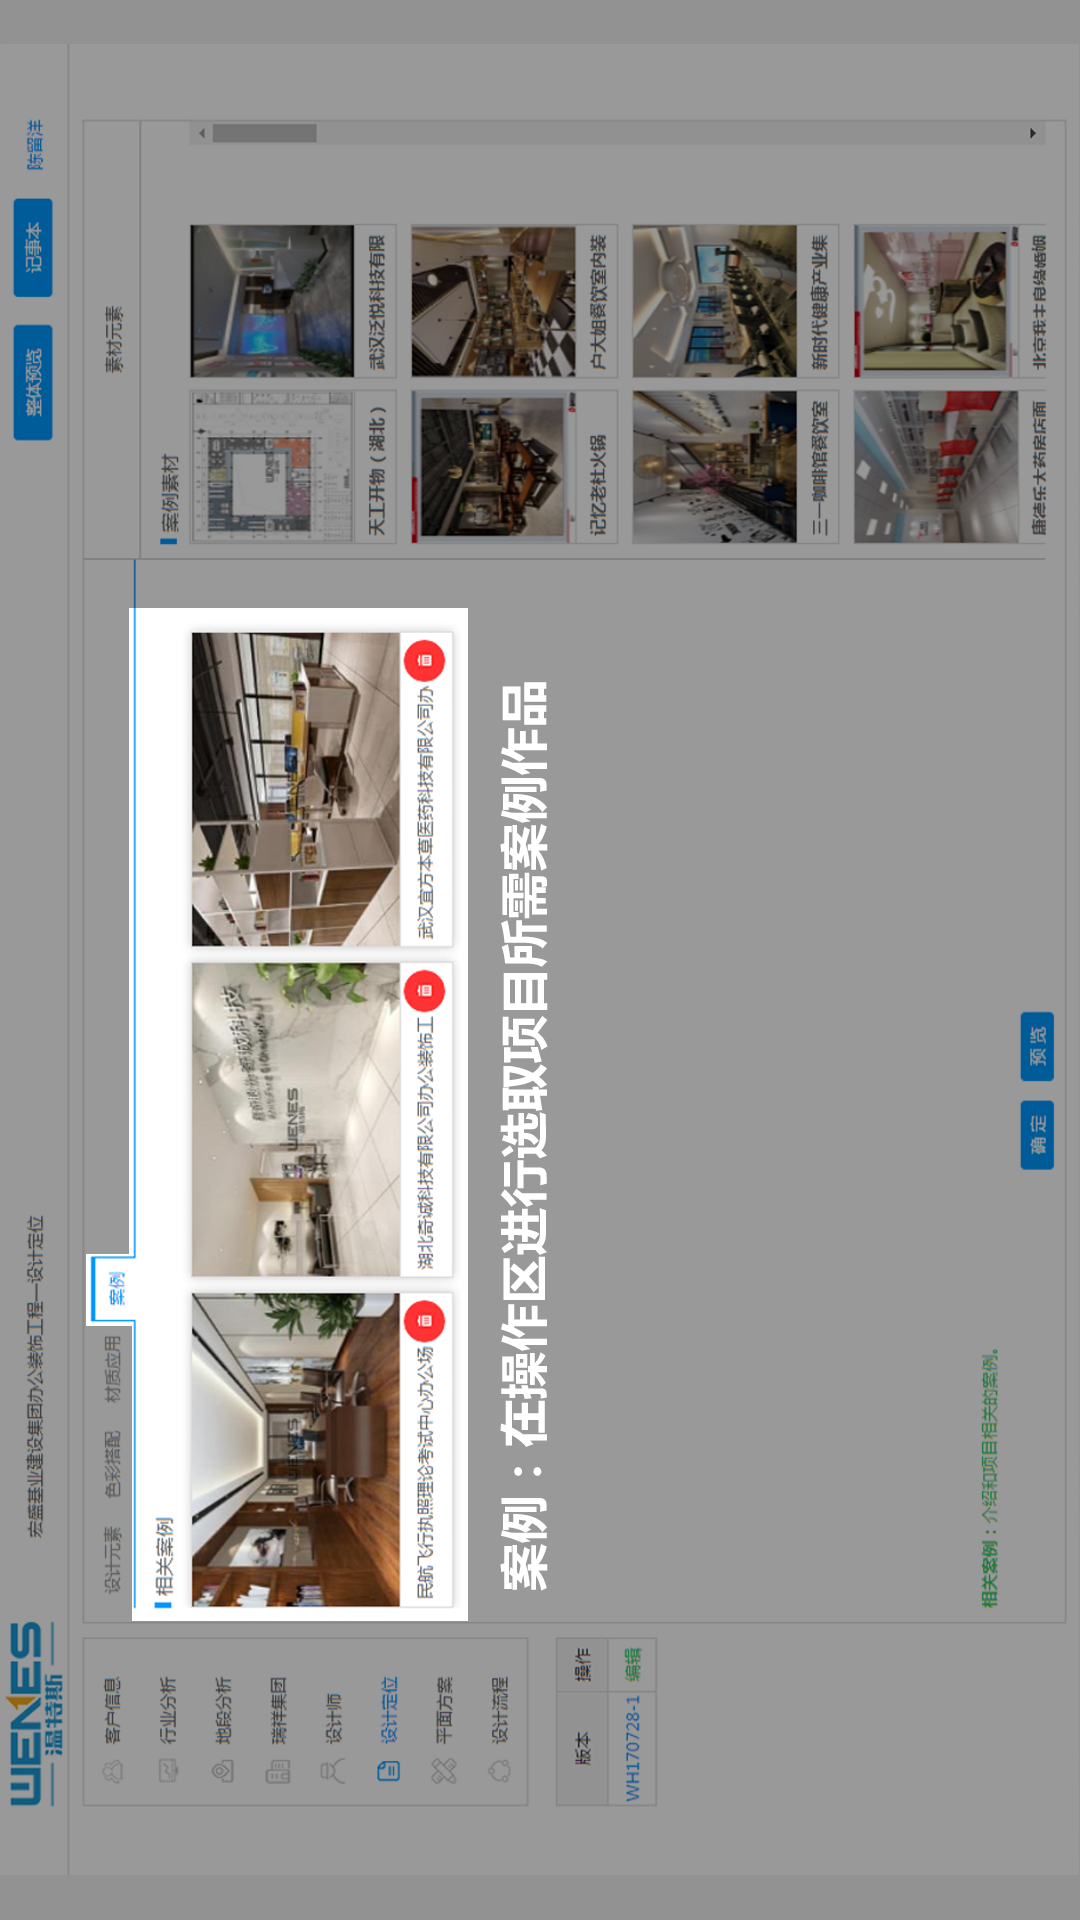 WENES
温特斯
宏盛基业建设集团办公装饰工程—设计定位
整体预览
记事本
陈留洋
客户信息
行业分析
地段分析
瑞祥集团
设计师
设计定位
平面方案
设计流程
版本
操作
WH170728-1
编辑
设计元素
色彩搭配
材质应用
案例
相关案例
民航飞行执照理论考试中心办公场
湖北奇诚科技有限公司办公装饰工
武汉宜方本草医药科技有限公司办
案例：在操作区进行选取项目所需案例作品
相关案例：介绍和项目相关的案例。
确 定
预 览
素材元素
案例素材
天工开物（湖北）
武汉泛悦科技有限
记忆老杜火锅
户大姐餐饮室内装
三一咖啡馆餐饮室
新时代健康产业集
康德乐大药房店面